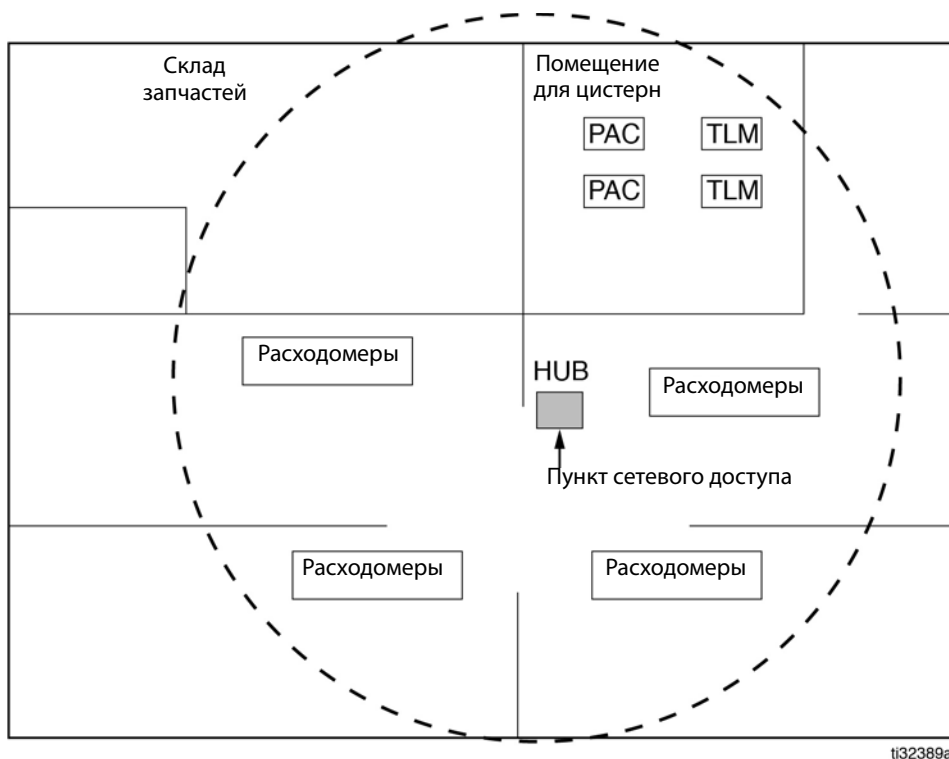 Склад
запчастей
Помещение
для цистерн
PAC
TLM
PAC
TLM
Расходомеры
HUB
Расходомеры
Пункт сетевого доступа
Расходомеры
Расходомеры
ti32389a